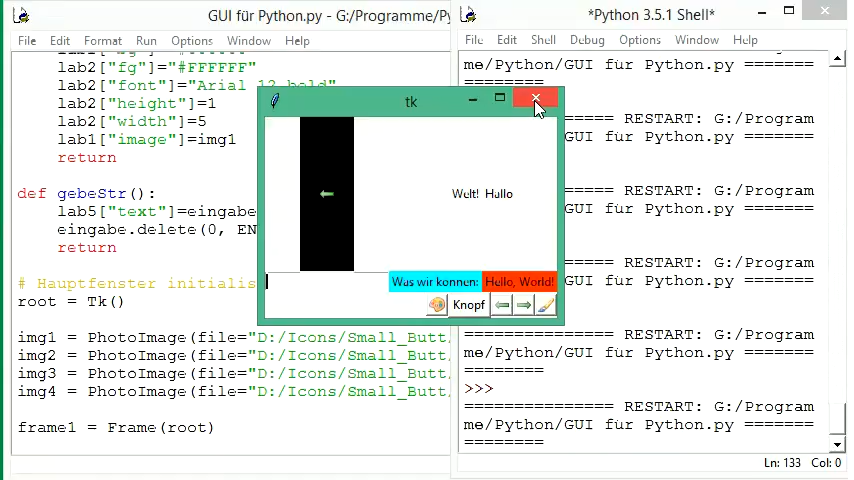 GUI für Python.py - G:/Programme/Py
File Edit Format Run Options Window Help
lab2["fg"]="#FFFFFF"
lab2["font"]="Arial 12 bold"
lab2["height"]=1
lab2["width"]=5
lab1["image"]=img1
return
def gebeStr():
lab5["text"]=eingabe
eingabe.delete(0, EN
return
# Hauptfenster initialis
root = Tk()
img1 = PhotoImage(file="D:/Icons/Small_Butt
img2 = PhotoImage(file="D:/Icons/Small_Butt
img3 = PhotoImage(file="D:/Icons/Small_Butt
img4 = PhotoImage(file="D:/Icons/Small_Butt
frame1 = Frame(root)
tk
Welt! Hallo
Was wir können: Hello, World!
Knopf
*Python 3.5.1 Shell*
File Edit Shell Debug Options Window Help
me/Python/GUI für Python.py =======
========
====== RESTART: G:/Program
GUI für Python.py =======
====== RESTART: G:/Program
GUI für Python.py =======
====== RESTART: G:/Program
GUI für Python.py =======
============== RESTART: G:/Program
me/Python/GUI für Python.py =======
========
>>>
============== RESTART: G:/Program
me/Python/GUI für Python.py =======
========
Ln: 133 Col: 0